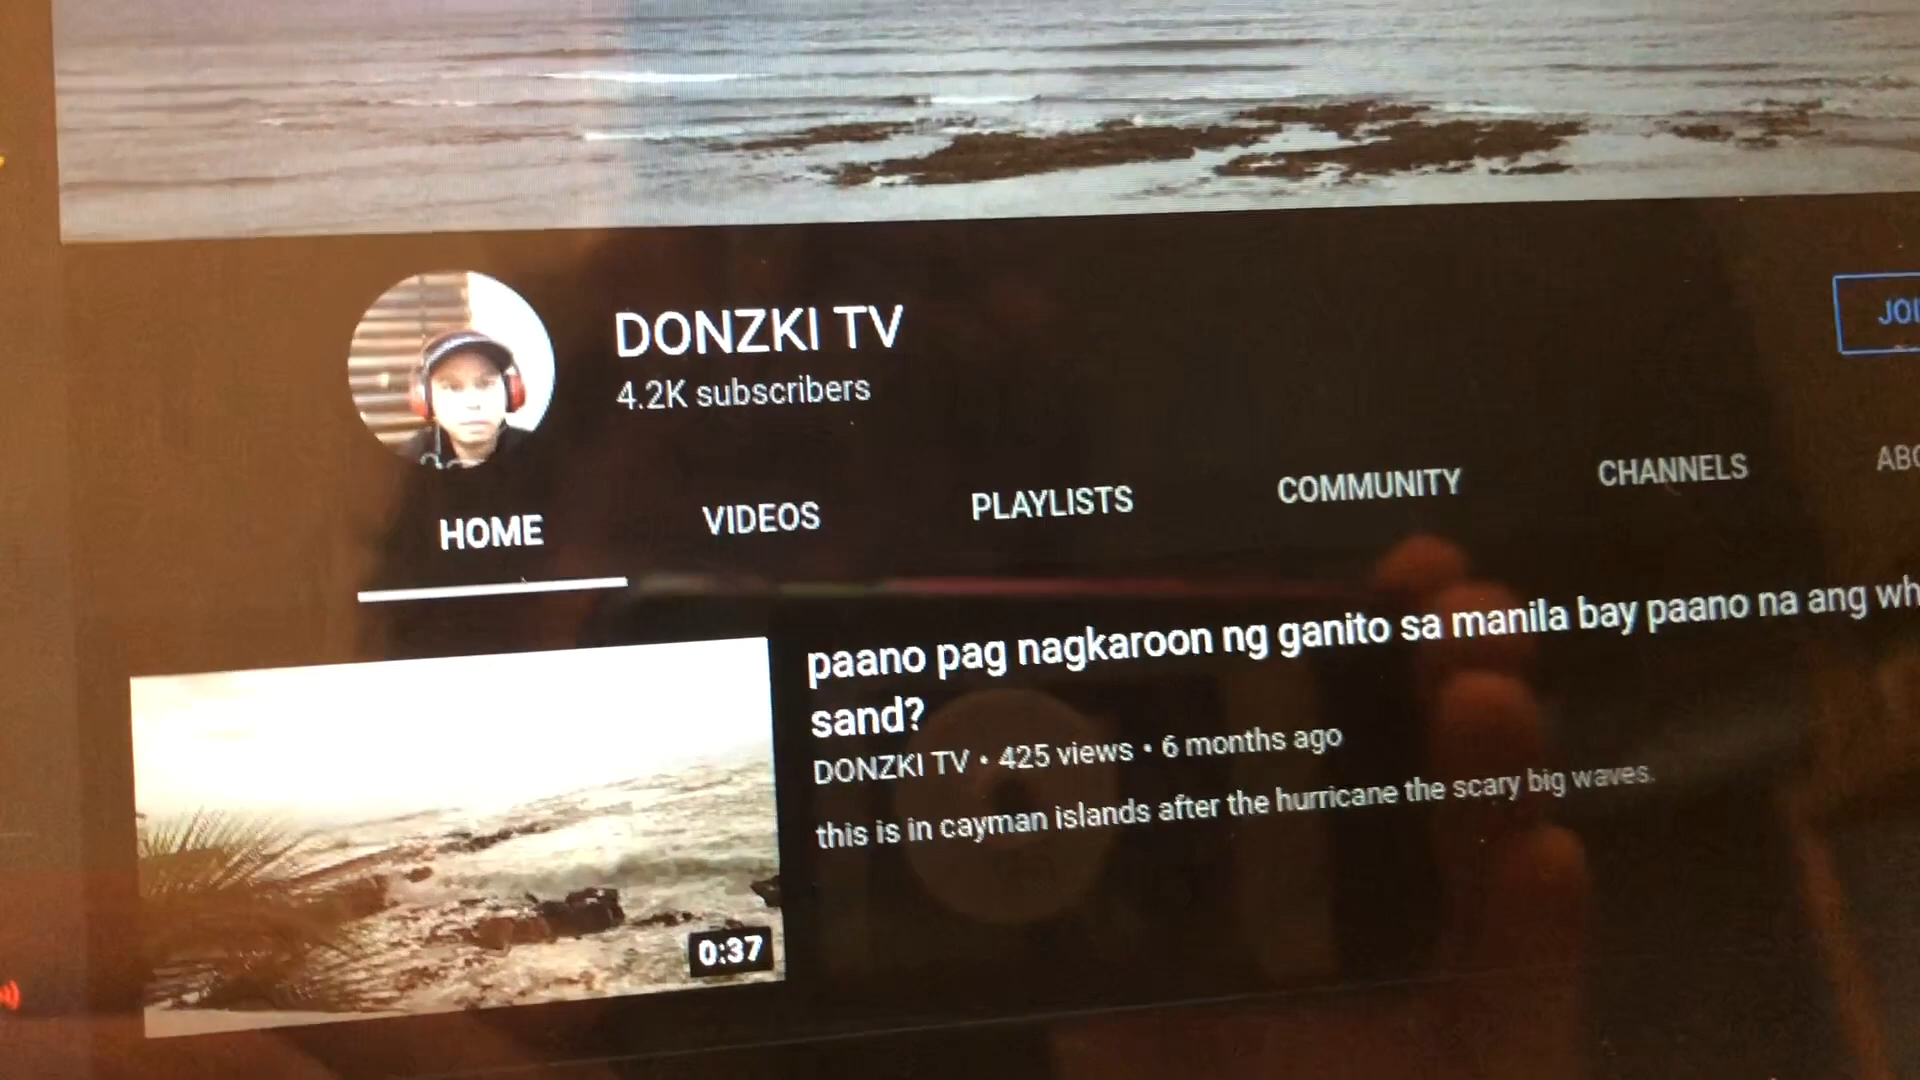 DONZKI TV
4.2K subscribers
HOME VIDEOS PLAYLISTS COMMUNITY CHANNELS
paano pag nagkaroon ng ganito sa manila bay paano na ang
sand?
DONZKI TV • 425 views • 6 months ago
this is in cayman islands after the hurricane the scary big waves.
0:37